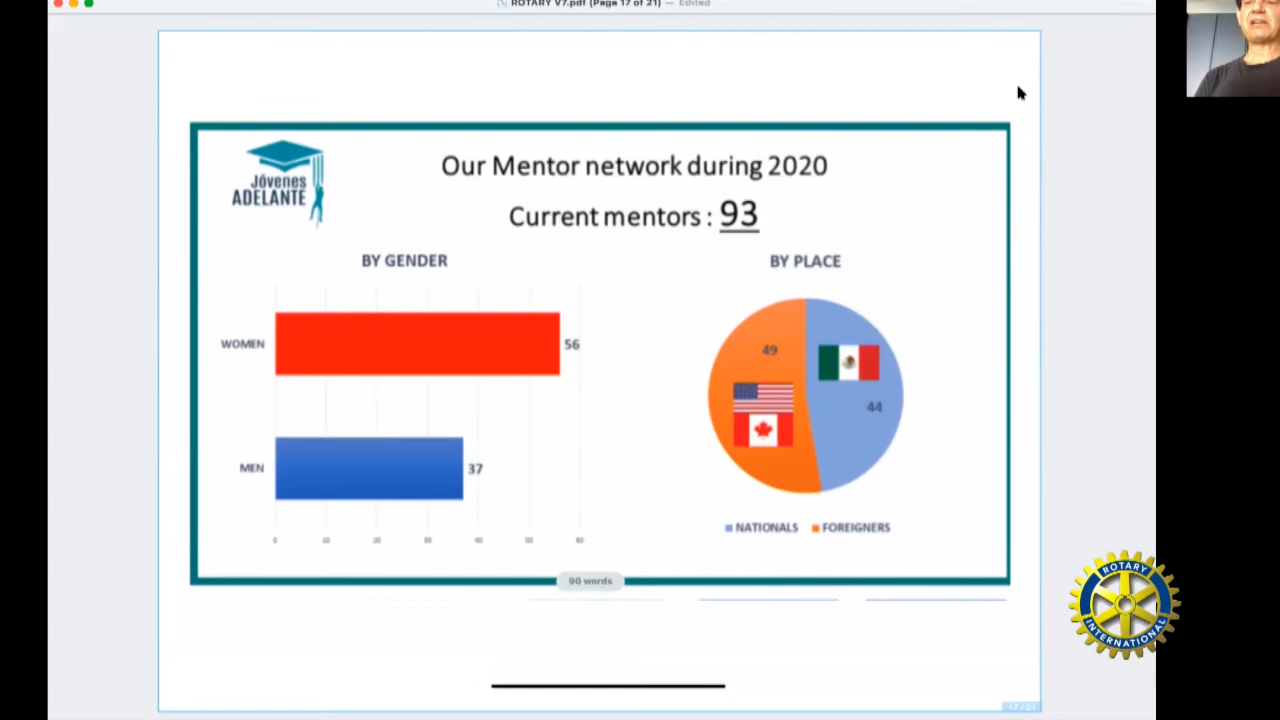 ROTARY V7.pdf (Page 17 of 21) — Edited
Jóvenes
ADELANTE
Our Mentor network during 2020
Current mentors : 93
BY GENDER
WOMEN
56
MEN
37
0 10 20 30 40 50 60
BY PLACE
49
44
NATIONALS FOREIGNERS
90 words
17 / 21
ROTARY
INTERNATIONAL